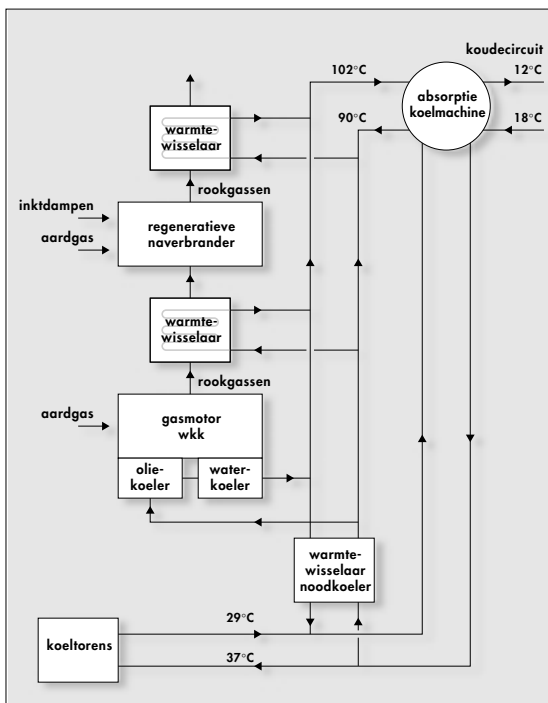 koudecircuit
102°C
12°C
absorptie
koelmachine
90°C
18°C
warmte-
wisselaar
rookgassen
inktdampen
regeneratieve
naverbrander
aardgas
warmte-
wisselaar
rookgassen
aardgas
gasmotor
wkk
olie-
koeler
water-
koeler
warmte-
wisselaar
noodkoeler
29°C
koeltorens
37°C